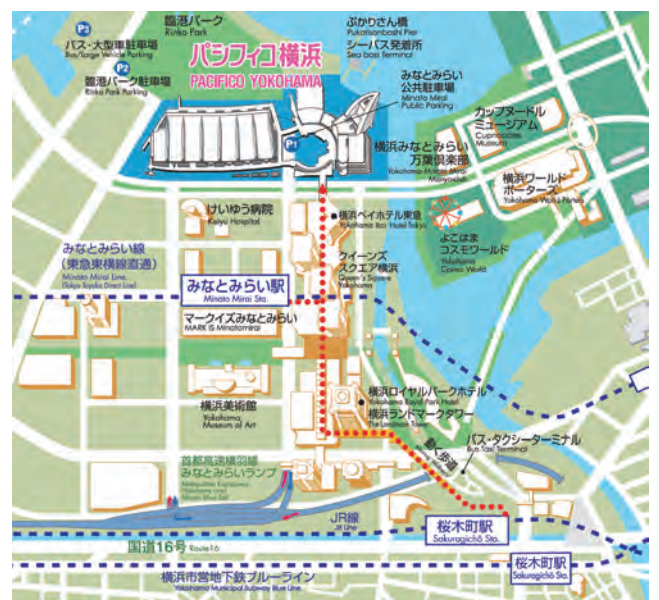 臨港パーク
Rinko Park
P3
バス・大型車駐車場
Bus/Large Vehicle Parking
P2
臨港パーク駐車場
Rinko Park Parking
パシフィコ横浜
PACIFICO YOKOHAMA
ぷかりさん橋
Pukarisanbashi Pier
シーバス発着所
Sea bass Terminal
みなとみらい
公共駐車場
Minato Mirai
Public Parking
P1
カップヌードル
ミュージアム
Cupnoodles
Museum
横浜みなとみらい
万葉倶楽部
Yokohama Minato Mirai
横浜ワールド
ポーターズ
Yokohama World Porters
けいゆう病院
Keiyu Hospital
横浜ベイホテル東急
Yokohama Bay Hotel Tokyu
よこはま
コスモワールド
Yokohama
Cosmo World
みなとみらい線
(東急東横線直通)
Minato Mirai Line
(Tokyu Toyoko Direct Line)
クイーンズ
スクエア横浜
Queen's Square
Yokohama
みなとみらい駅
Minato Mirai Sta.
マークイズみなとみらい
MARK IS Minatomirai
横浜美術館
Yokohama
Museum of Art
横浜ロイヤルパークホテル
Yokohama Royal Park Hotel
横浜ランドマークタワー
The Landmark Tower
動く歩道
バス・タクシーターミナル
Bus Taxi Terminal
首都高速横羽線
みなとみらいランプ
JR線
JR Line
桜木町駅
Sakuragichō Sta.
国道16号 Route16
横浜市営地下鉄ブルーライン
Yokohama Municipal Subway Blue Line
桜木町駅
Sakuragichō Sta.